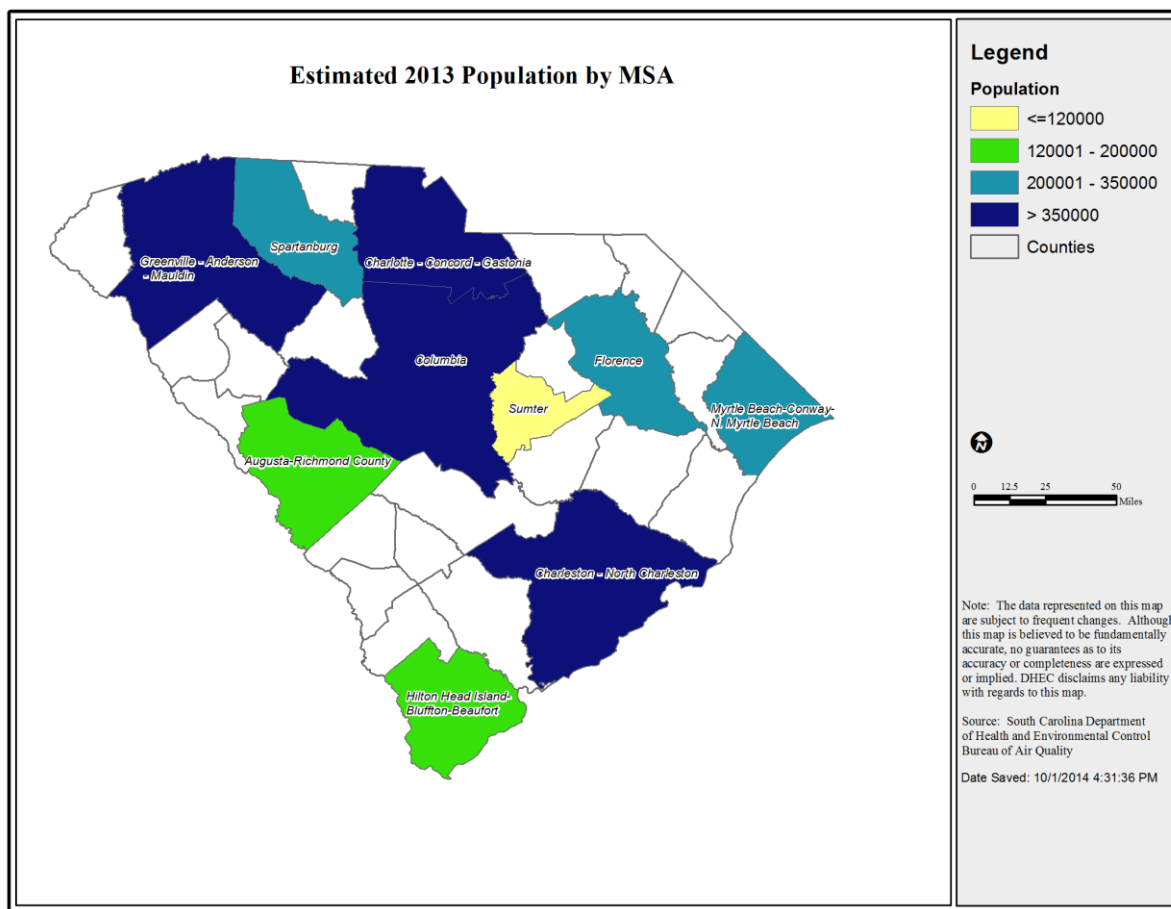 Estimated 2013 Population by MSA
Spartanburg
Greenville - Anderson
- Mauldin
Charlotte - Concord - Gastonia
Columbia
Florence
Sumter
Myrtle Beach-Conway-
N. Myrtle Beach
Augusta-Richmond County
Charleston - North Charleston
Hilton Head Island-
Bluffton-Beaufort
Legend
Population
<=120000
120001 - 200000
200001 - 350000
> 350000
Counties
N
0 12.5 25 50
Miles
Note: The data represented on this map
are subject to frequent changes. Although
this map is believed to be fundamentally
accurate, no guarantees as to its
accuracy or completeness are expressed
or implied. DHEC disclaims any liability
with regards to this map.
Source: South Carolina Department
of Health and Environmental Control
Bureau of Air Quality
Date Saved: 10/1/2014 4:31:36 PM